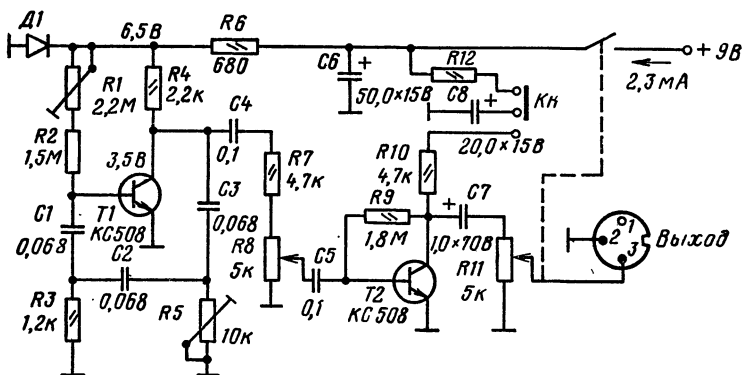 Д1
6,5 В
R6
680
R1
2,2М
R4
2,2к
C6
+
50,0×15В
R12
C8
+
Кн
20,0×15В
+ 9В
2,3 мА
R2
1,5М
3,5 В
C4
0,1
R7
4,7к
R10
4,7к
C1
0,068
T1
КС508
C3
0,068
R9
1,8 М
+
C7
1,0×10В
1
2
3
Выход
C2
0,068
R8
5к
C5
0,1
T2
КС 508
R11
5к
R3
1,2к
R5
10к